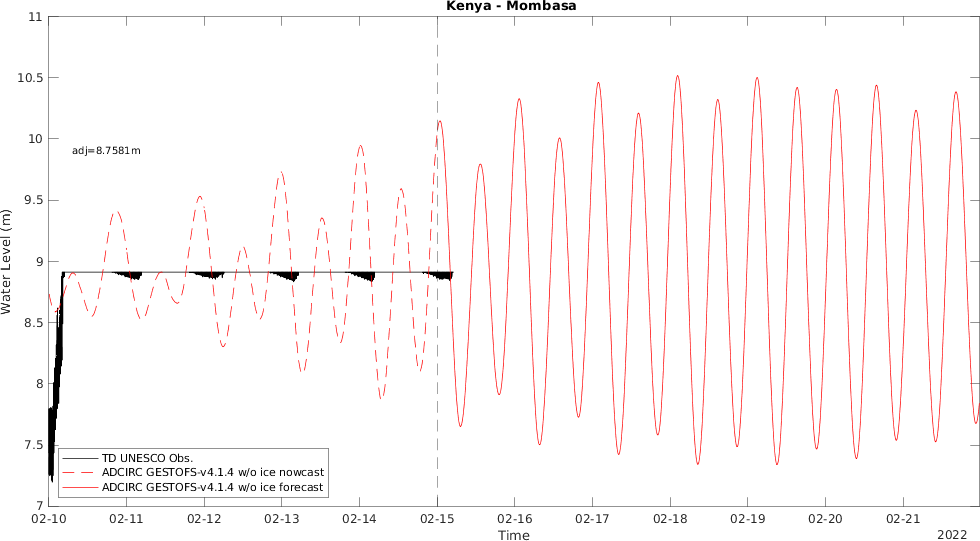 Kenya - Mombasa
11
10.5
10
9.5
9
8.5
8
7.5
7
Water Level (m)
adj=8.7581m
TD UNESCO Obs.
ADCIRC GESTOFS-v4.1.4 w/o ice nowcast
ADCIRC GESTOFS-v4.1.4 w/o ice forecast
02-10 02-11 02-12 02-13 02-14 02-15 02-16 02-17 02-18 02-19 02-20 02-21
Time
2022